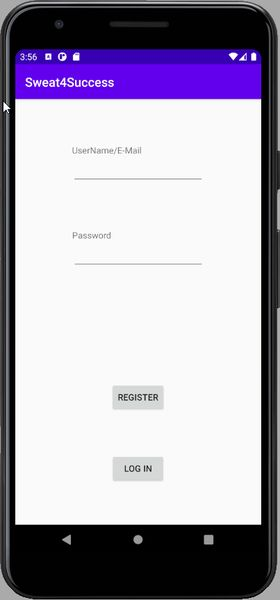 3:56
Sweat4Success
UserName/E-Mail
Password
REGISTER
LOG IN